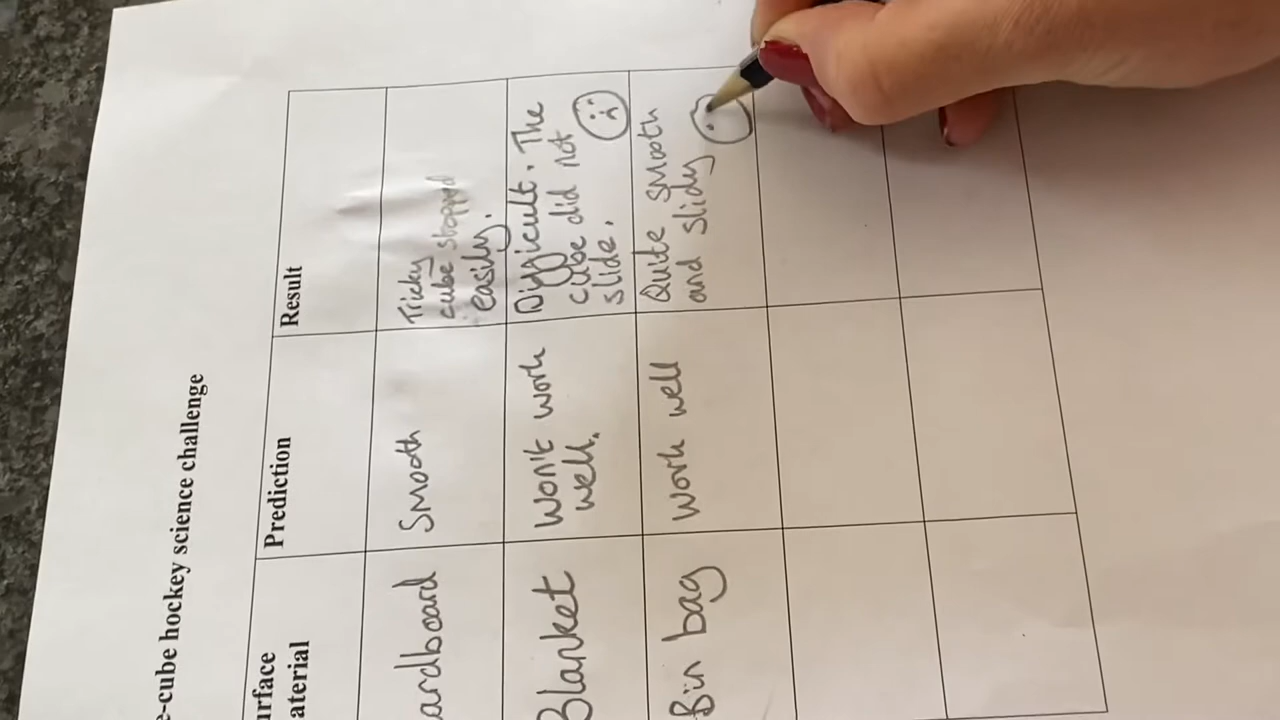 e-cube hockey science challenge
urface
aterial
Prediction
Result
ardboard
Smooth
Tricky
cube stopped
easily.
Blanket
Won't work
well.
Difficult. The
cube did not
slide.
Bin bag
Work well
Quite smooth
and slidy